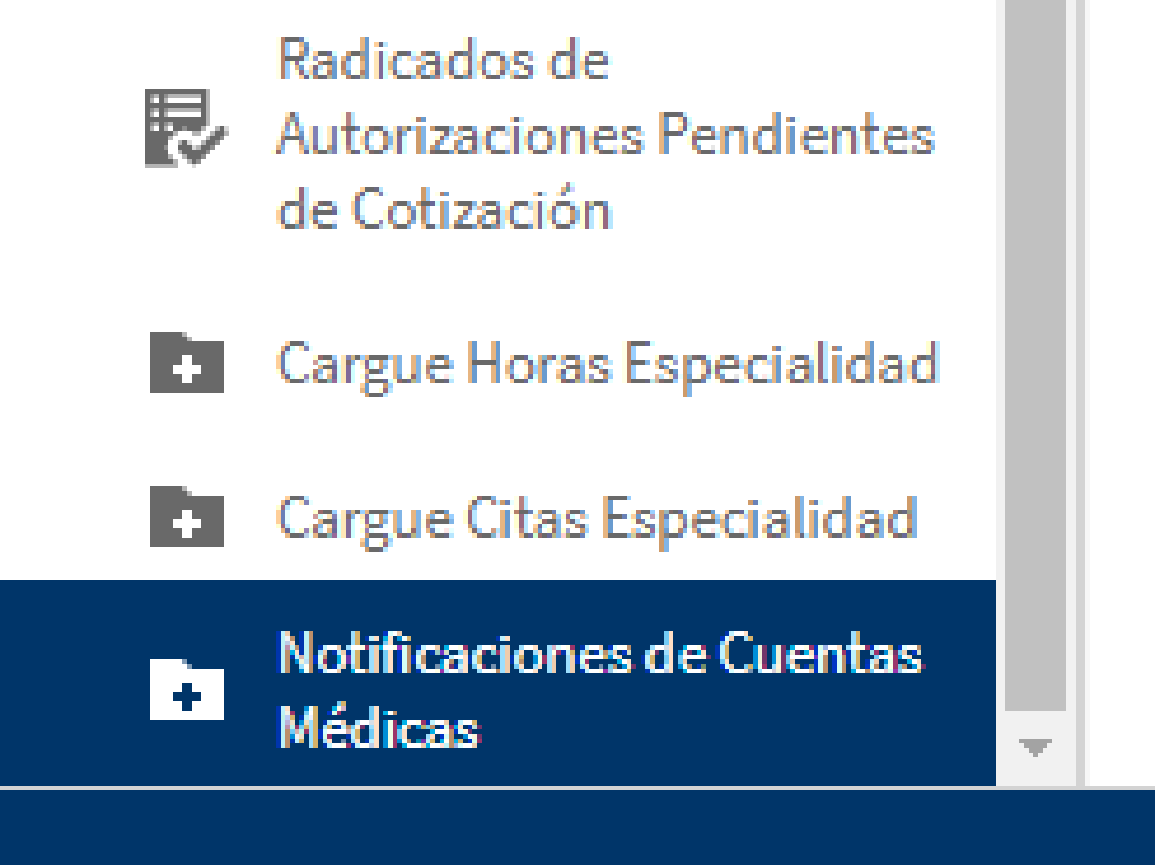 Radicados de
Autorizaciones Pendientes
de Cotización
Cargue Horas Especialidad
Cargue Citas Especialidad
Notificaciones de Cuentas
Médicas